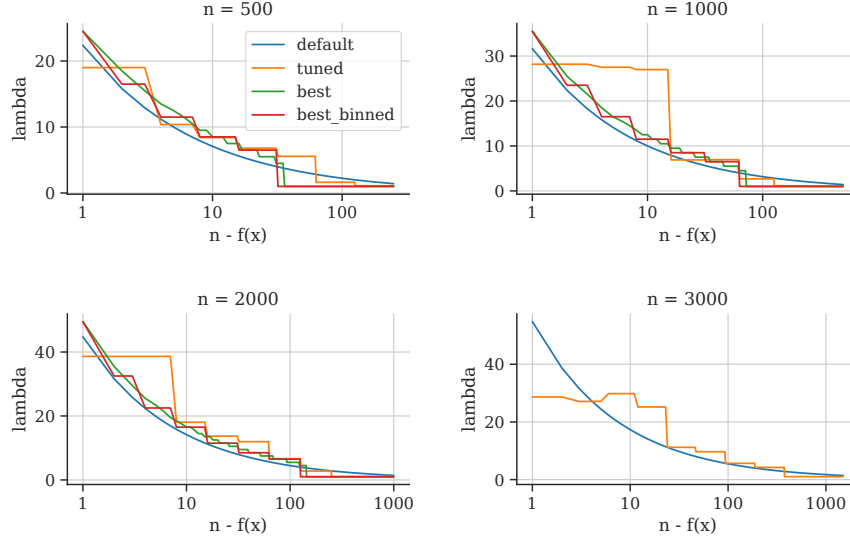 n = 500
20
10
0
lambda
1
10
100
n - f(x)
default
tuned
best
best_binned
n = 1000
30
20
10
0
lambda
1
10
100
n - f(x)
n = 2000
40
20
0
lambda
1
10
100
1000
n - f(x)
n = 3000
40
20
0
lambda
1
10
100
1000
n - f(x)